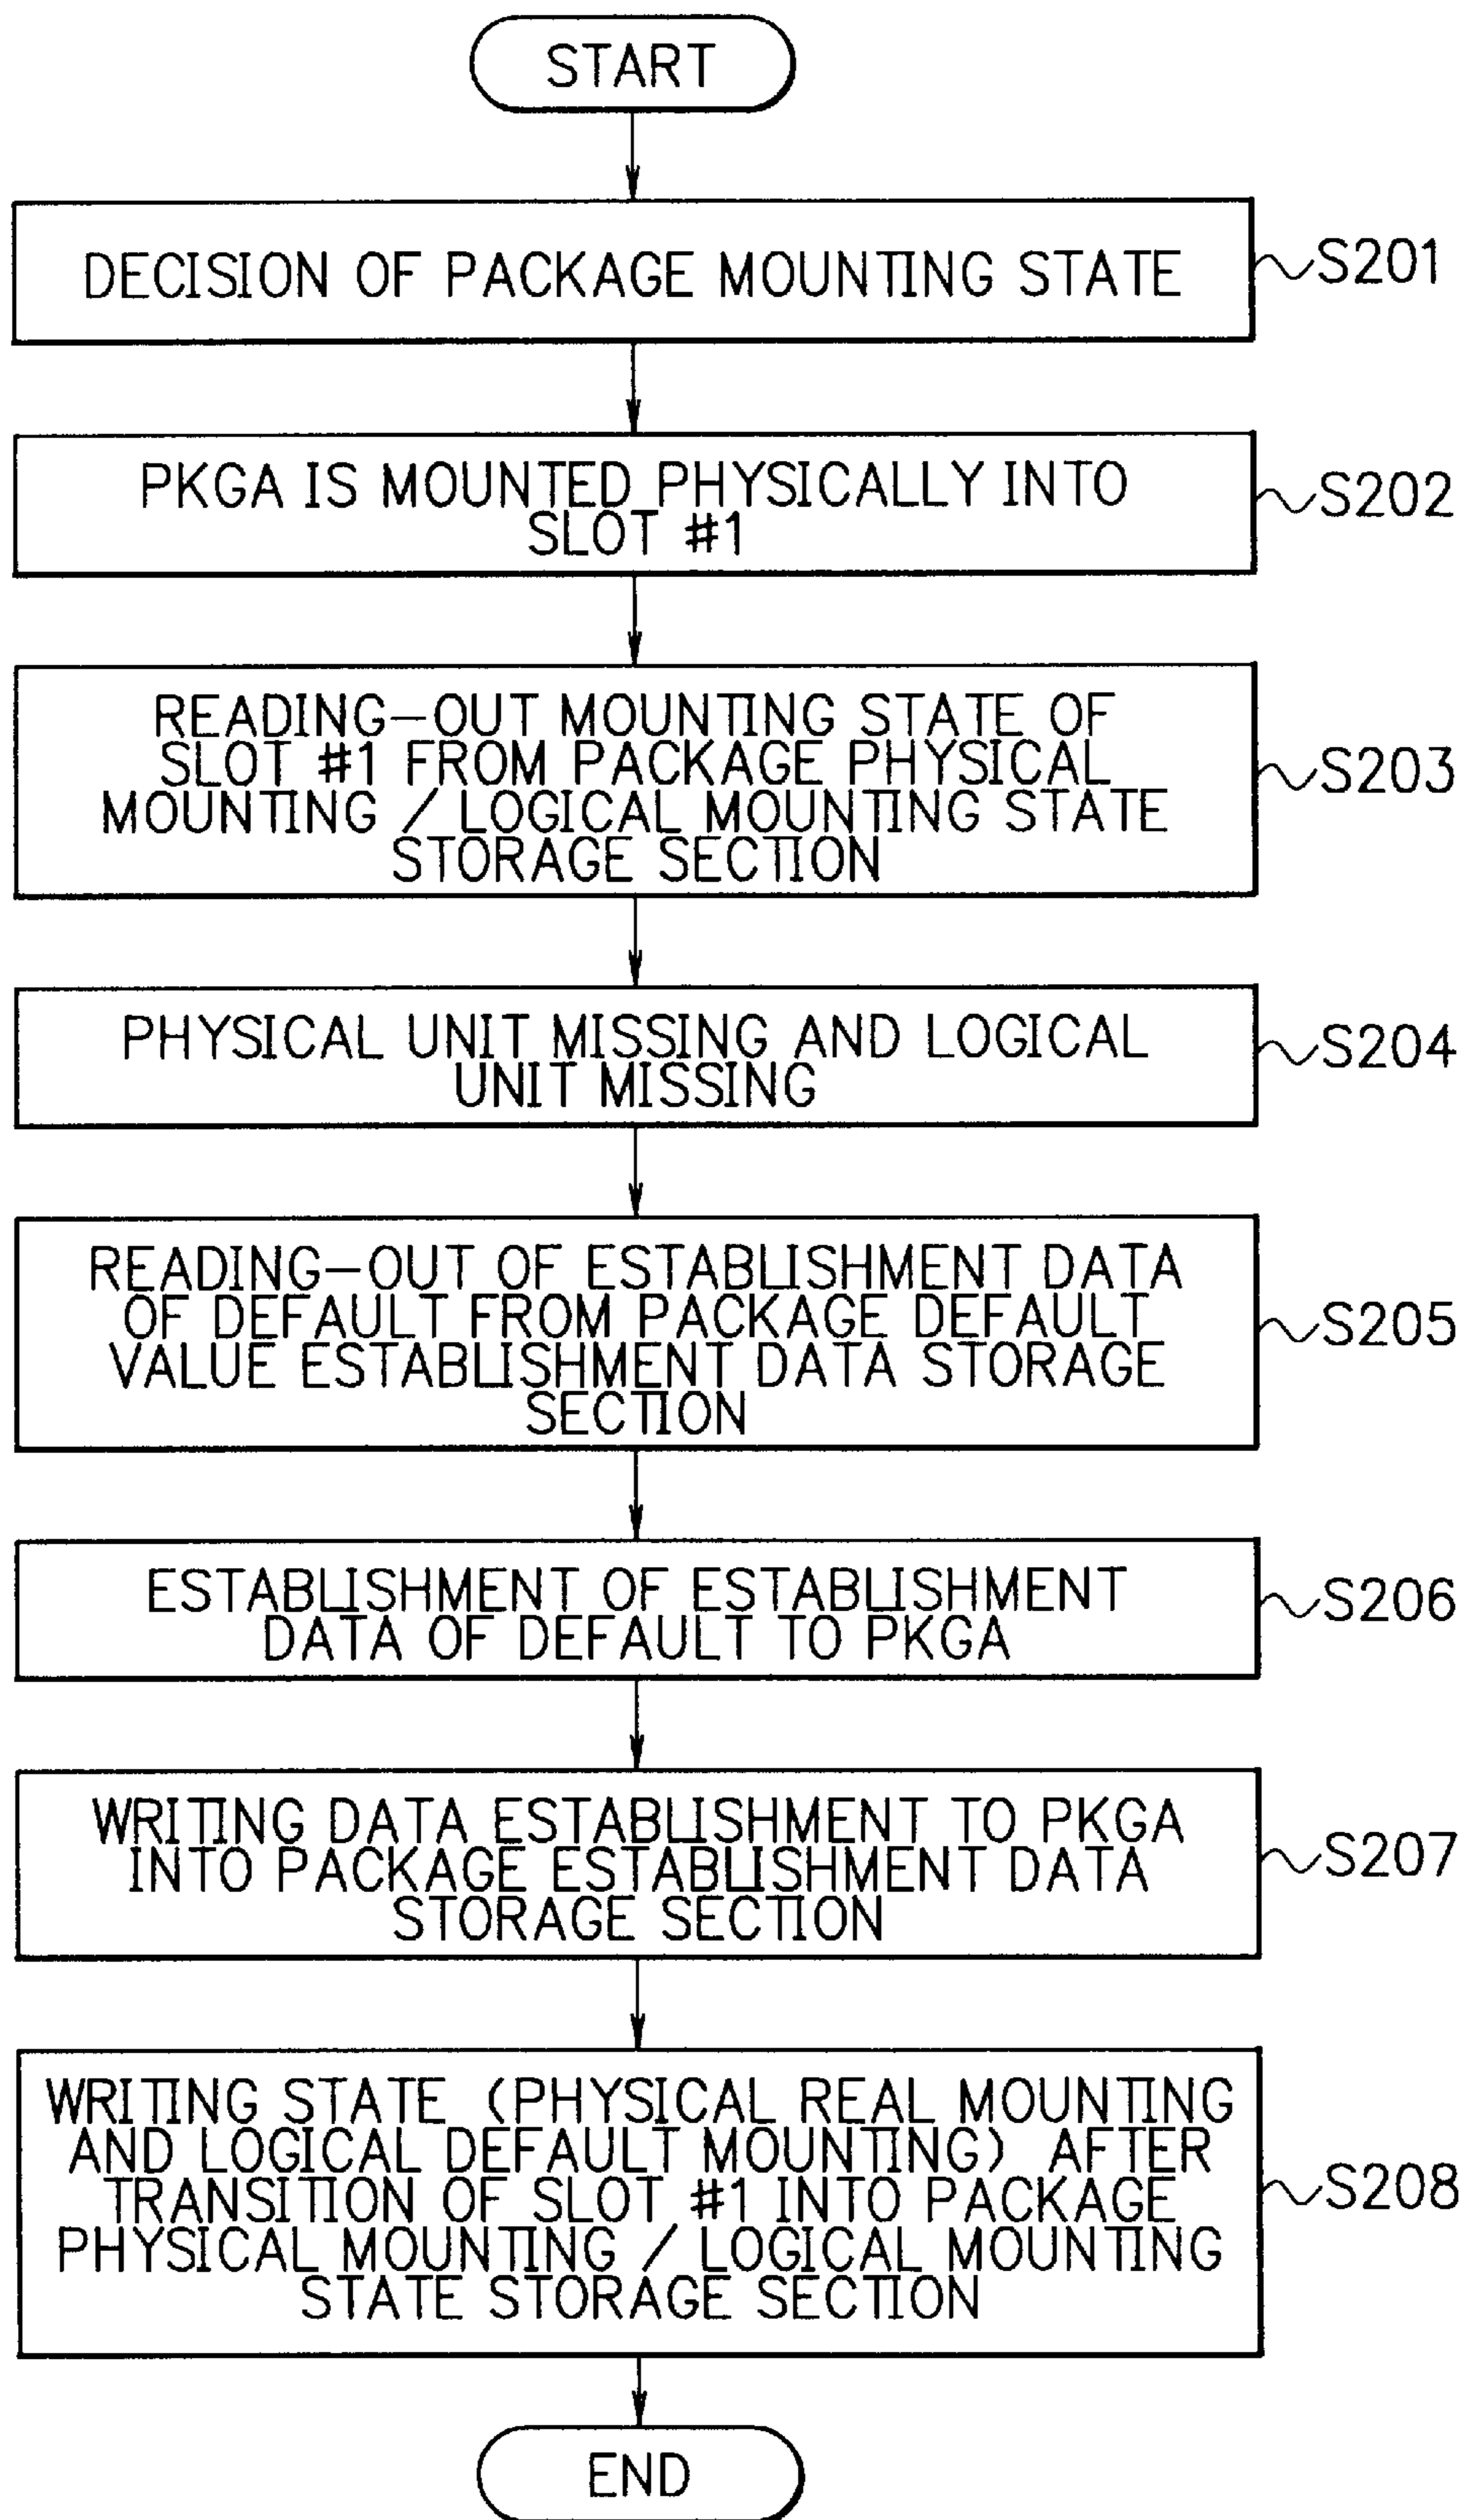 START
DECISION OF PACKAGE MOUNTING STATE
S201
PKGA IS MOUNTED PHYSICALLY INTO
SLOT #1
S202
READING-OUT MOUNTING STATE OF
SLOT #1 FROM PACKAGE PHYSICAL
MOUNTING / LOGICAL MOUNTING STATE
STORAGE SECTION
S203
PHYSICAL UNIT MISSING AND LOGICAL
UNIT MISSING
S204
READING-OUT OF ESTABLISHMENT DATA
OF DEFAULT FROM PACKAGE DEFAULT
VALUE ESTABLISHMENT DATA STORAGE
SECTION
S205
ESTABLISHMENT OF ESTABLISHMENT
DATA OF DEFAULT TO PKGA
S206
WRITING DATA ESTABLISHMENT TO PKGA
INTO PACKAGE ESTABLISHMENT DATA
STORAGE SECTION
S207
WRITING STATE (PHYSICAL REAL MOUNTING
AND LOGICAL DEFAULT MOUNTING) AFTER
TRANSITION OF SLOT #1 INTO PACKAGE
PHYSICAL MOUNTING / LOGICAL MOUNTING
STATE STORAGE SECTION
S208
END